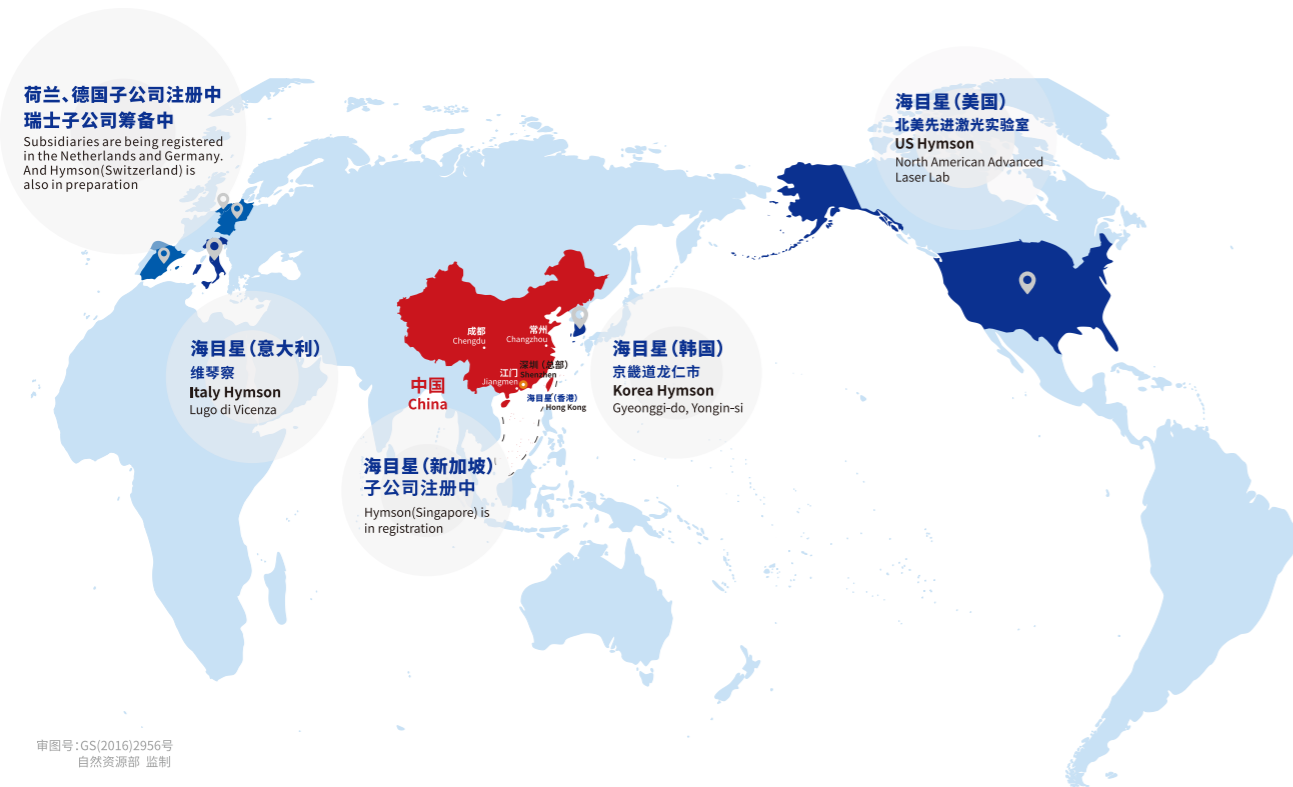 荷兰、德国子公司注册中
瑞士子公司筹备中
Subsidiaries are being registered
in the Netherlands and Germany.
And Hymson(Switzerland) is
also in preparation
海目星（美国）
北美先进激光实验室
US Hymson
North American Advanced
Laser Lab
海目星（意大利）
维琴察
Italy Hymson
Lugo di Vicenza
成都
Chengdu
常州
Changzhou
深圳（总部）
Shenzhen
江门
Jiangmen
海目星（香港）
Hong Kong
中国
China
海目星（韩国）
京畿道龙仁市
Korea Hymson
Gyeonggi-do, Yongin-si
海目星（新加坡）
子公司注册中
Hymson(Singapore) is
in registration
审图号：GS(2016)2956号
自然资源部 监制